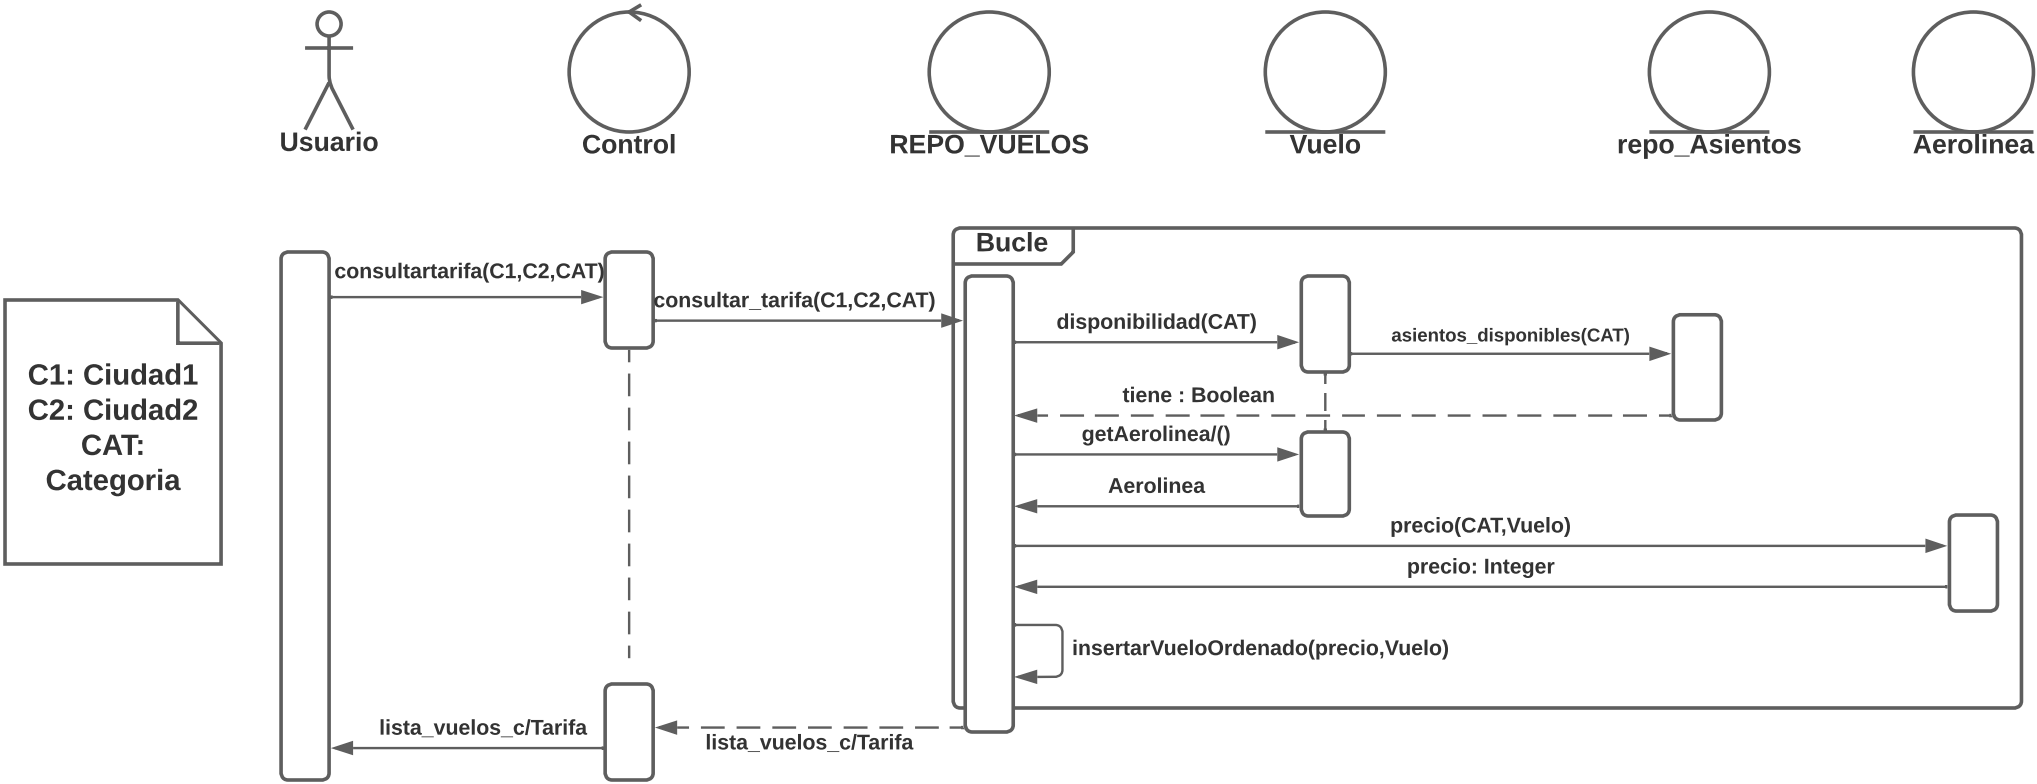 Usuario
Control
REPO_VUELOS
Vuelo
repo_Asientos
Aerolinea
Bucle
consultartarifa(C1,C2,CAT)
consultar_tarifa(C1,C2,CAT)
disponibilidad(CAT)
asientos_disponibles(CAT)
C1: Ciudad1
C2: Ciudad2
CAT:
Categoria
tiene : Boolean
getAerolinea/()
Aerolinea
precio(CAT,Vuelo)
precio: Integer
insertarVueloOrdenado(precio,Vuelo)
lista_vuelos_c/Tarifa
lista_vuelos_c/Tarifa